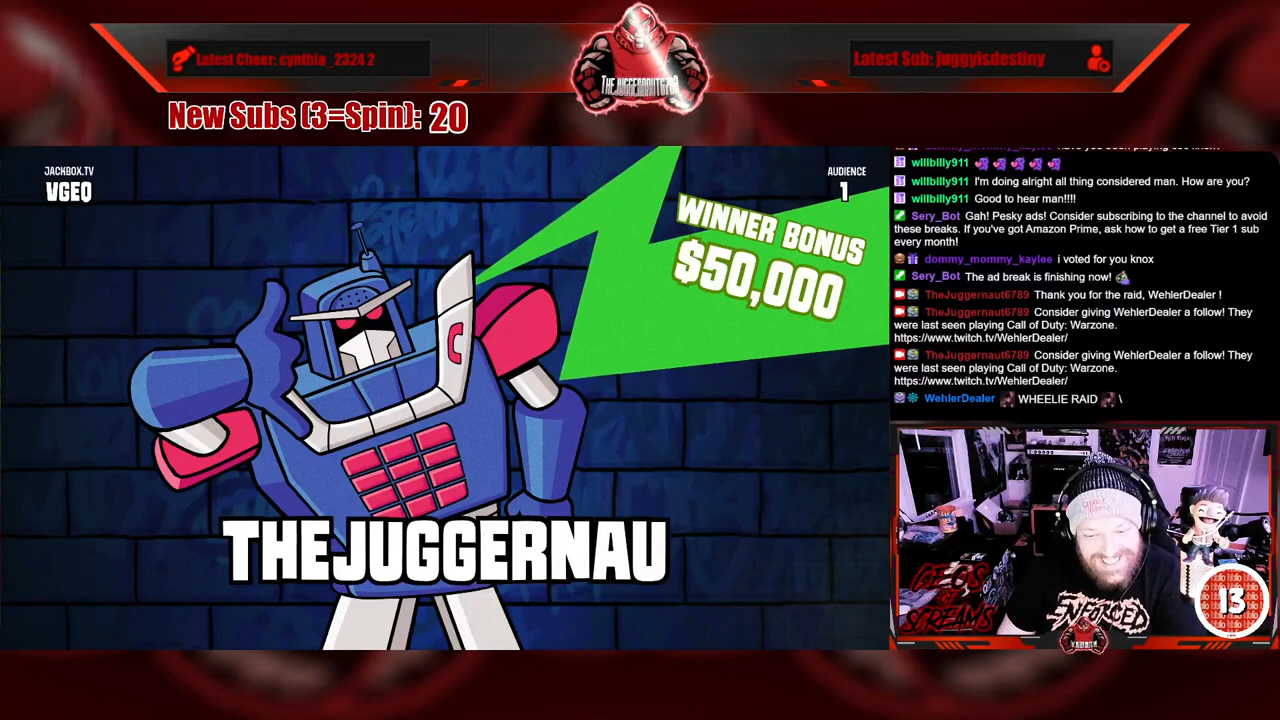 Latest Cheer: cynthia_2324 2
Latest Sub: juggyisdestiny
New Subs (3=Spin): 20
JACKBOX.TV
VGEQ
AUDIENCE
1
WINNER BONUS
$50,000
THEJUGGERNAU
willbilly911
willbilly911 I'm doing alright all thing considered man. How are you?
willbilly911 Good to hear man!!!!
Sery_Bot Gah! Pesky ads! Consider subscribing to the channel to avoid
these breaks. If you've got Amazon Prime, ask how to get a free Tier 1 sub
every month!
dommy_mommy_kaylee i voted for you knox
Sery_Bot The ad break is finishing now!
TheJuggernaut6789 Thank you for the raid, WehlerDealer !
TheJuggernaut6789 Consider giving WehlerDealer a follow! They
were last seen playing Call of Duty: Warzone.
https://www.twitch.tv/WehlerDealer/
TheJuggernaut6789 Consider giving WehlerDealer a follow! They
were last seen playing Call of Duty: Warzone.
https://www.twitch.tv/WehlerDealer/
WehlerDealer WHEELIE RAID \
SCREAMS
ENFORCED
13